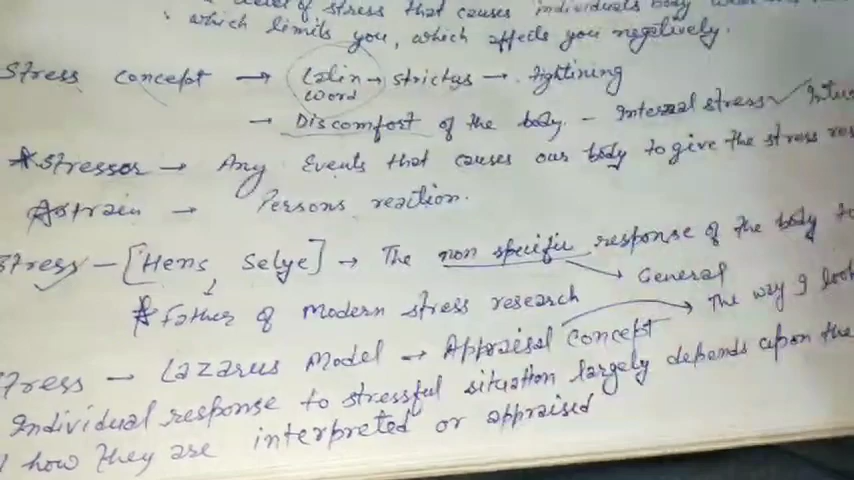 of stress that causes individuals body
which limits you, which affects you negatively.
Stress concept → Latin → strictus → tightining
word
→ Discomfort of the body - Internal stress
*Stressor → Any Events that causes our body to give the stress res
*Strain → Persons reaction.
Stress - [Hens Selye] → The non specific response of the body to
General
* Father of Modern stress research
Stress → Lazarus Model → Appraisal concept → The way I look
Individual response to stressful situation largely depends upon the
how they are interpreted or appraised